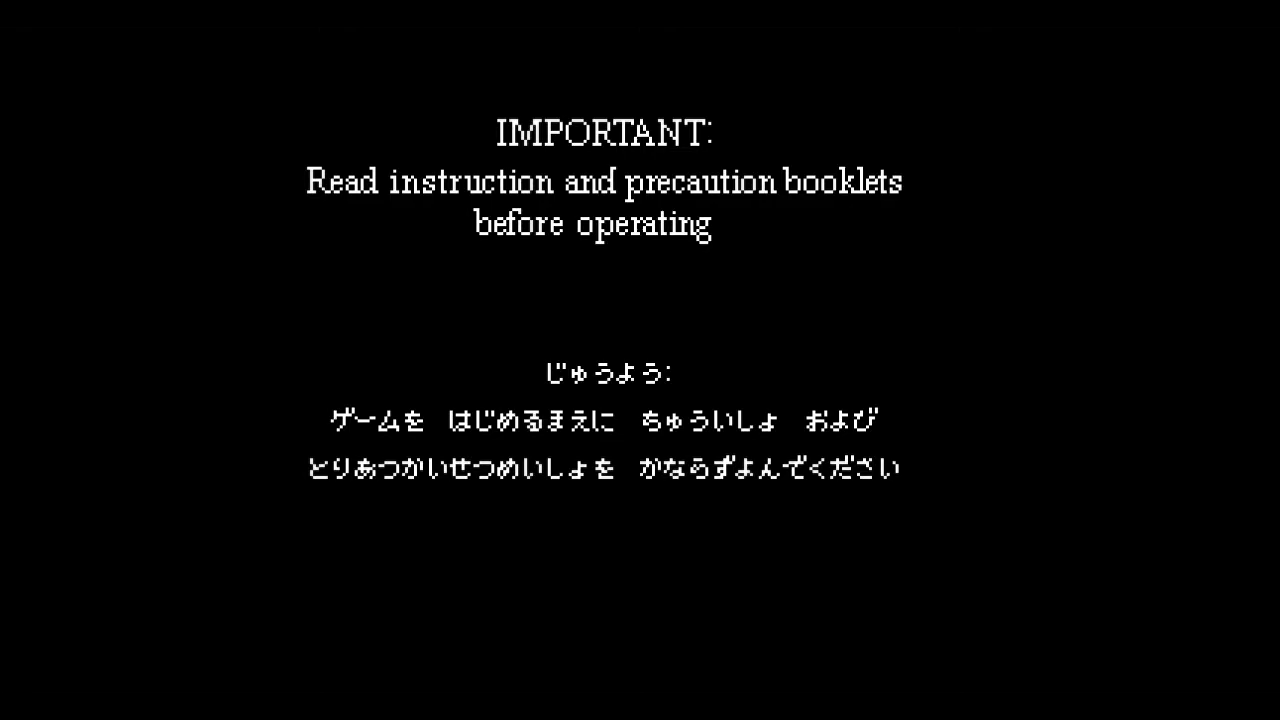 IMPORTANT:
Read instruction and precaution booklets
before operating
じゅうよう:
ゲームを はじめるまえに ちゅういしょ および
とりあつかいせつめいしょを かならずよんでください